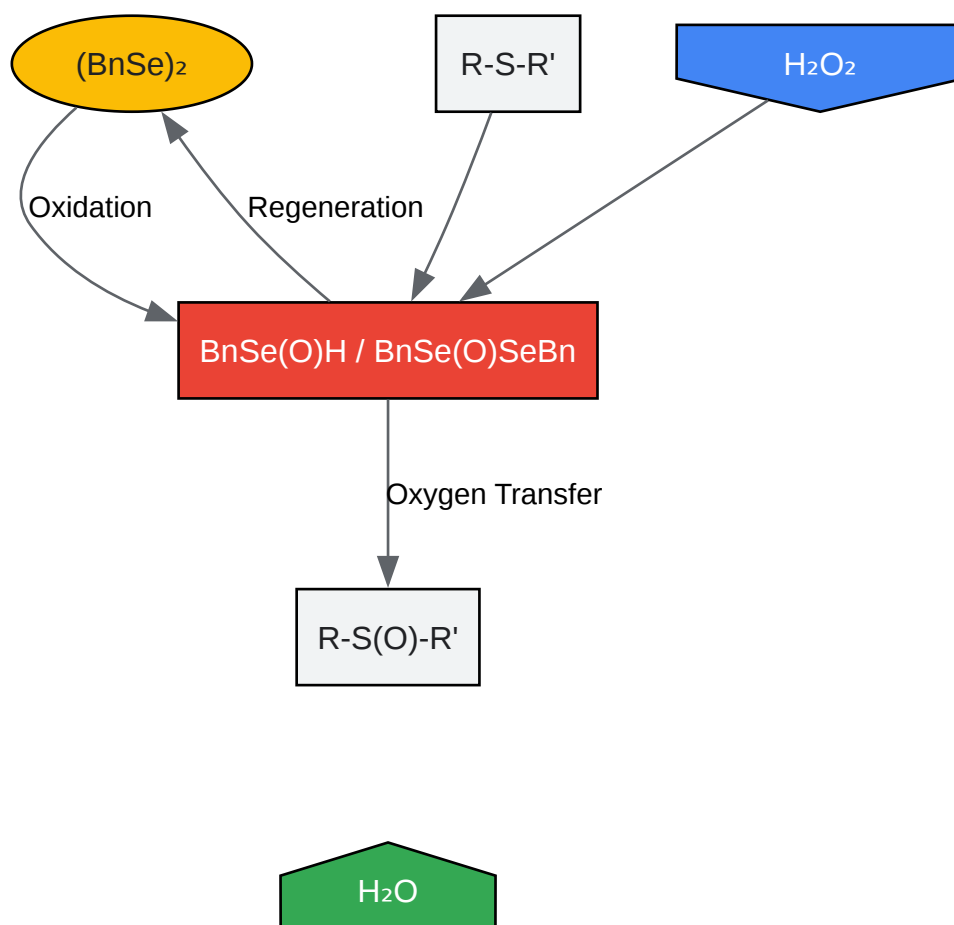 (BnSe)₂
R-S-R'
H₂O₂
Oxidation
Regeneration
BnSe(O)H / BnSe(O)SeBn
Oxygen Transfer
R-S(O)-R'
H₂O